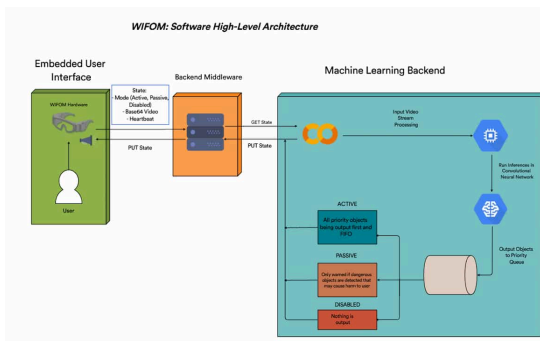 WIFOM: Software High-Level Architecture
Embedded User
Interface
WIFOM Hardware
User
State:
- Mode (Active, Passive,
Disabled)
- Base64 Video
- Heartbeat
PUT State
Backend Middleware
GET State
PUT State
Machine Learning Backend
Input Video
Stream
Processing
Run Inferences in
Convolutional
Neural Network
Output Objects
to Priority
Queue
ACTIVE
All priority objects
being output first and
FIFO
PASSIVE
Only warned if dangerous
objects are detected that
may cause harm to user
DISABLED
Nothing is
output